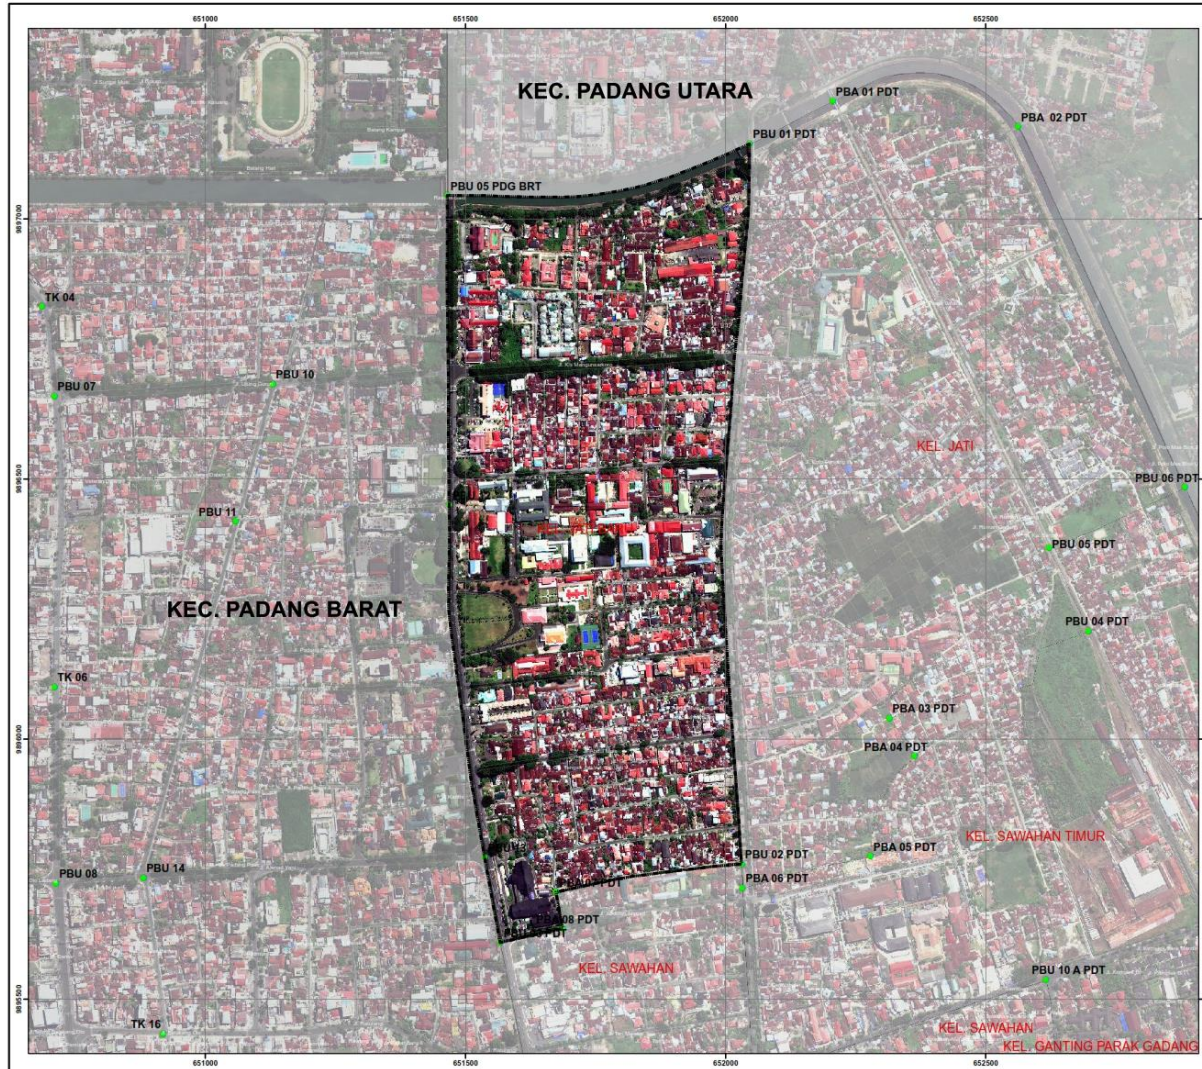 651000
651500
652000
652500
KEC. PADANG UTARA
PBA 01 PDT
PBA 02 PDT
PBU 01 PDT
PBU 05 PDG BRT
9897000
TK 04
PBU 07
PBU 10
KEL. JATI
9896500
PBU 06 PDT
PBU 11
PBU 05 PDT
KEC. PADANG BARAT
PBU 04 PDT
TK 06
PBA 03 PDT
9896000
PBA 04 PDT
KEL. SAWAHAN TIMUR
PBA 05 PDT
PBU 02 PDT
PBU 08
PBU 14
PBA 06 PDT
PBA 08 PDT
KEL. SAWAHAN
PBU 10 A PDT
9895500
TK 16
KEL. SAWAHAN
KEL. GANTING PARAK GADANG
651000
651500
652000
652500